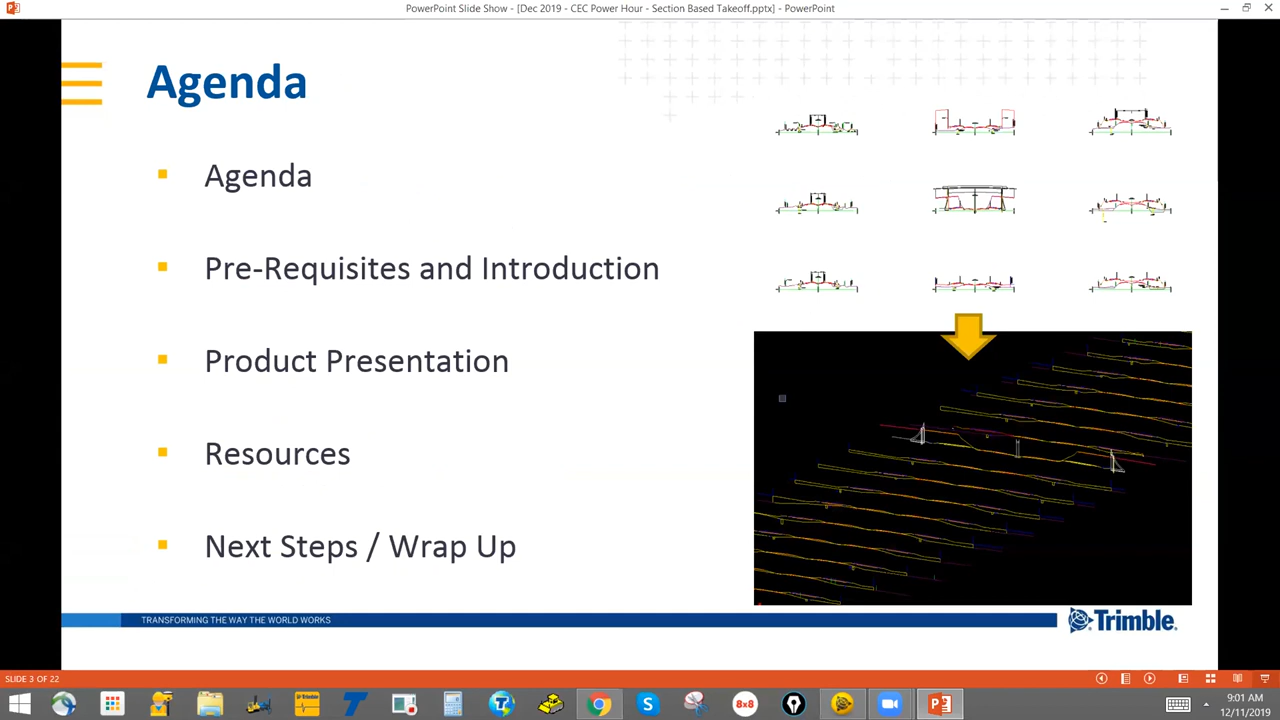 PowerPoint Slide Show - [Dec 2019 - CEC Power Hour - Section Based Takeoff.pptx] - PowerPoint
Agenda
Agenda
Pre-Requisites and Introduction
Product Presentation
Resources
Next Steps / Wrap Up
TRANSFORMING THE WAY THE WORLD WORKS
Trimble
SLIDE 3 OF 22
8x8
9:01 AM
12/11/2019